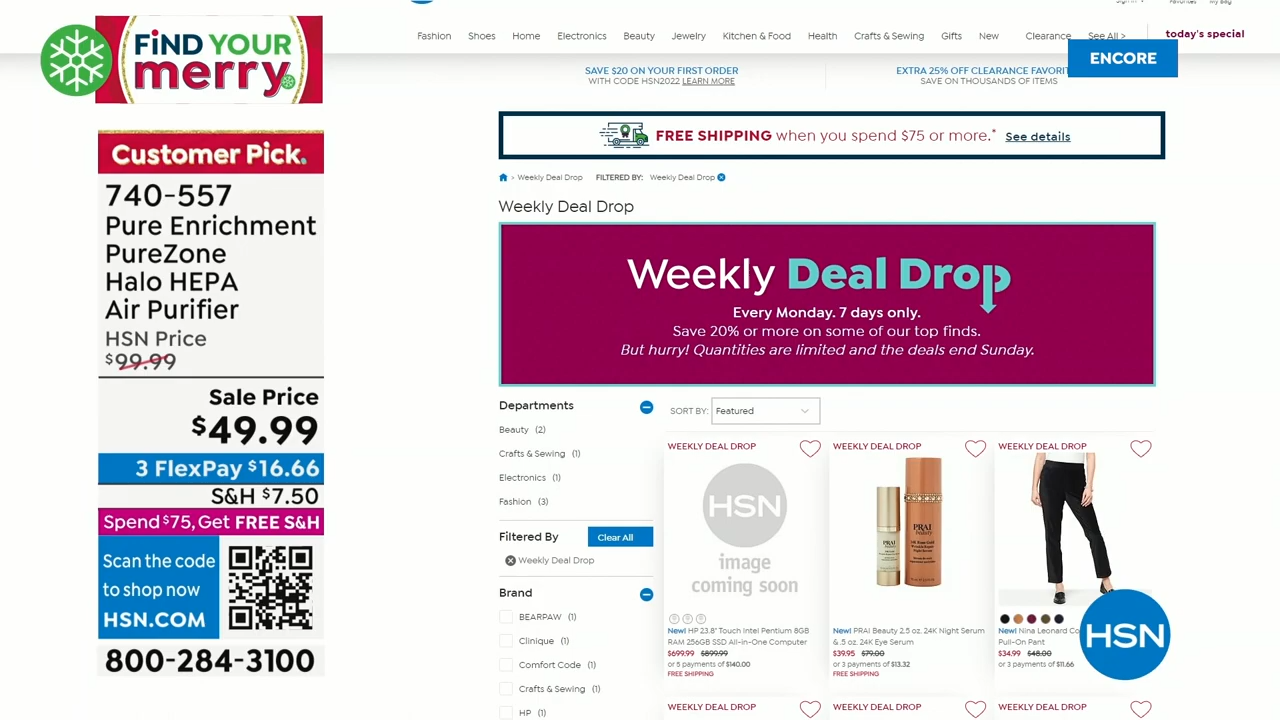 FiND YOUR
merry
Customer Pick.
740-557
Pure Enrichment
PureZone
Halo HEPA
Air Purifier
HSN Price
$99.99
Sale Price
$49.99
3 FlexPay $16.66
S&H $7.50
Spend $75, Get FREE S&H
Scan the code
to shop now
HSN.COM
800-284-3100
Fashion Shoes Home Electronics Beauty Jewelry Kitchen & Food Health Crafts & Sewing Gifts New Clearance See All > today's special
ENCORE
SAVE $20 ON YOUR FIRST ORDER
WITH CODE HSN2022 LEARN MORE
EXTRA 25% OFF CLEARANCE
SAVE ON THOUSANDS OF ITEMS
FREE SHIPPING when you spend $75 or more.* See details
> Weekly Deal Drop FILTERED BY: Weekly Deal Drop
Weekly Deal Drop
Weekly Deal Drop
Every Monday. 7 days only.
Save 20% or more on some of our top finds.
But hurry! Quantities are limited and the deals end Sunday.
Departments
Beauty (2)
Crafts & Sewing (1)
Electronics (1)
Fashion (3)
Filtered By Clear All
Weekly Deal Drop
Brand
BEARPAW (1)
Clinique (1)
Comfort Code (1)
Crafts & Sewing (1)
HP (1)
SORT BY: Featured
WEEKLY DEAL DROP
HSN
image
coming soon
New! HP 23.8" Touch Intel Pentium 8GB
RAM 256GB SSD All-in-One Computer
$699.99 $899.99
or 5 payments of $140.00
FREE SHIPPING
WEEKLY DEAL DROP
PRAI
beauty
PRAI
beauty
New! PRAI Beauty 2.5 oz. 24K Night Serum
& .5 oz. 24K Eye Serum
$39.95 $79.00
or 3 payments of $13.32
FREE SHIPPING
WEEKLY DEAL DROP
New! Nina Leonard
Pull-On Pant
$34.99 $48.00
or 3 payments of $11.66
HSN
WEEKLY DEAL DROP
WEEKLY DEAL DROP
WEEKLY DEAL DROP